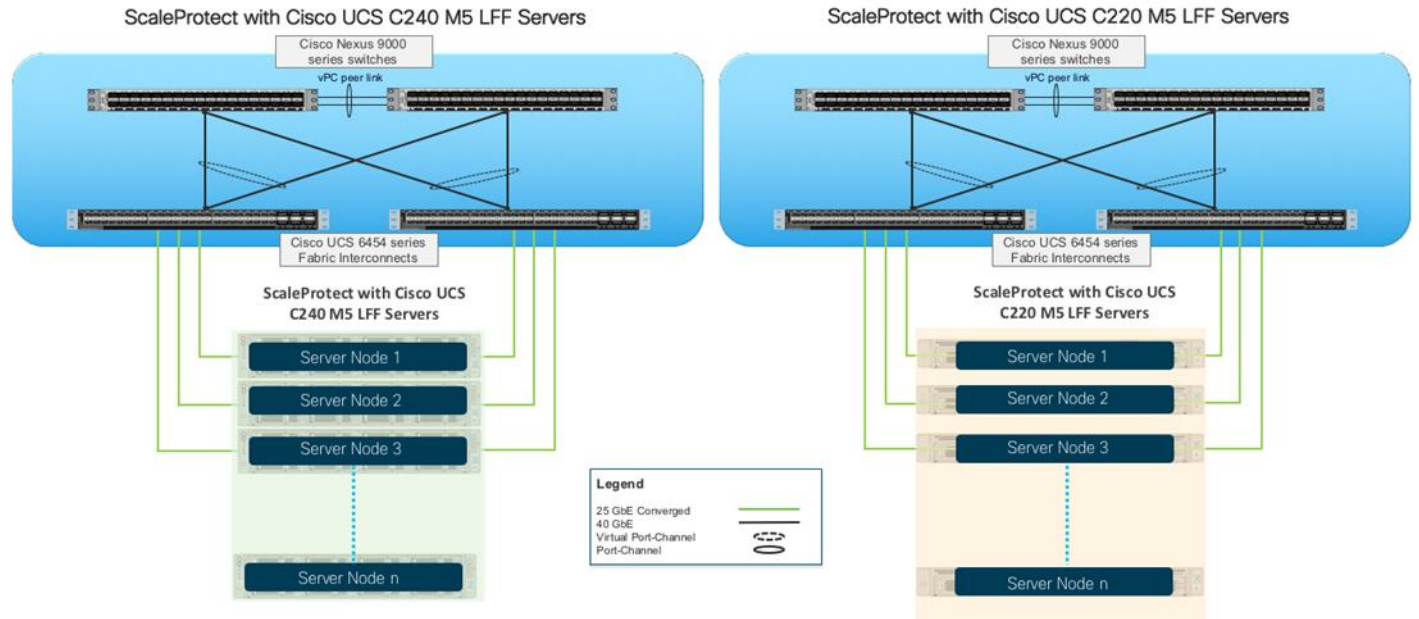 ScaleProtect with Cisco UCS C240 M5 LFF Servers
Cisco Nexus 9000
series switches
vPC peer link
Cisco UCS 6454 series
Fabric Interconnects
ScaleProtect with Cisco UCS
C240 M5 LFF Servers
Server Node 1
Server Node 2
Server Node 3
Server Node n
ScaleProtect with Cisco UCS C220 M5 LFF Servers
Cisco Nexus 9000
series switches
vPC peer link
Cisco UCS 6454 series
Fabric Interconnects
ScaleProtect with Cisco UCS
C220 M5 LFF Servers
Server Node 1
Server Node 2
Server Node 3
Server Node n
Legend
25 GbE Converged
40 GbE
Virtual Port-Channel
Port-Channel